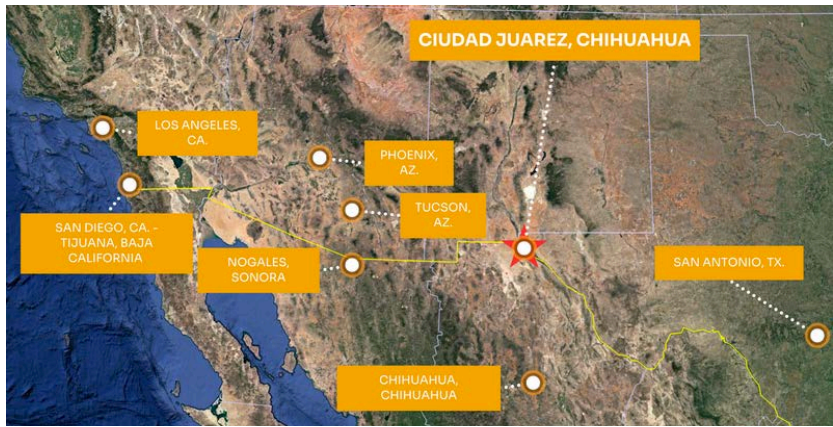 CIUDAD JUAREZ, CHIHUAHUA
LOS ANGELES,
CA.
PHOENIX,
AZ.
TUCSON,
AZ.
SAN DIEGO, CA. -
TIJUANA, BAJA
CALIFORNIA
NOGALES,
SONORA
SAN ANTONIO, TX.
CHIHUAHUA,
CHIHUAHUA